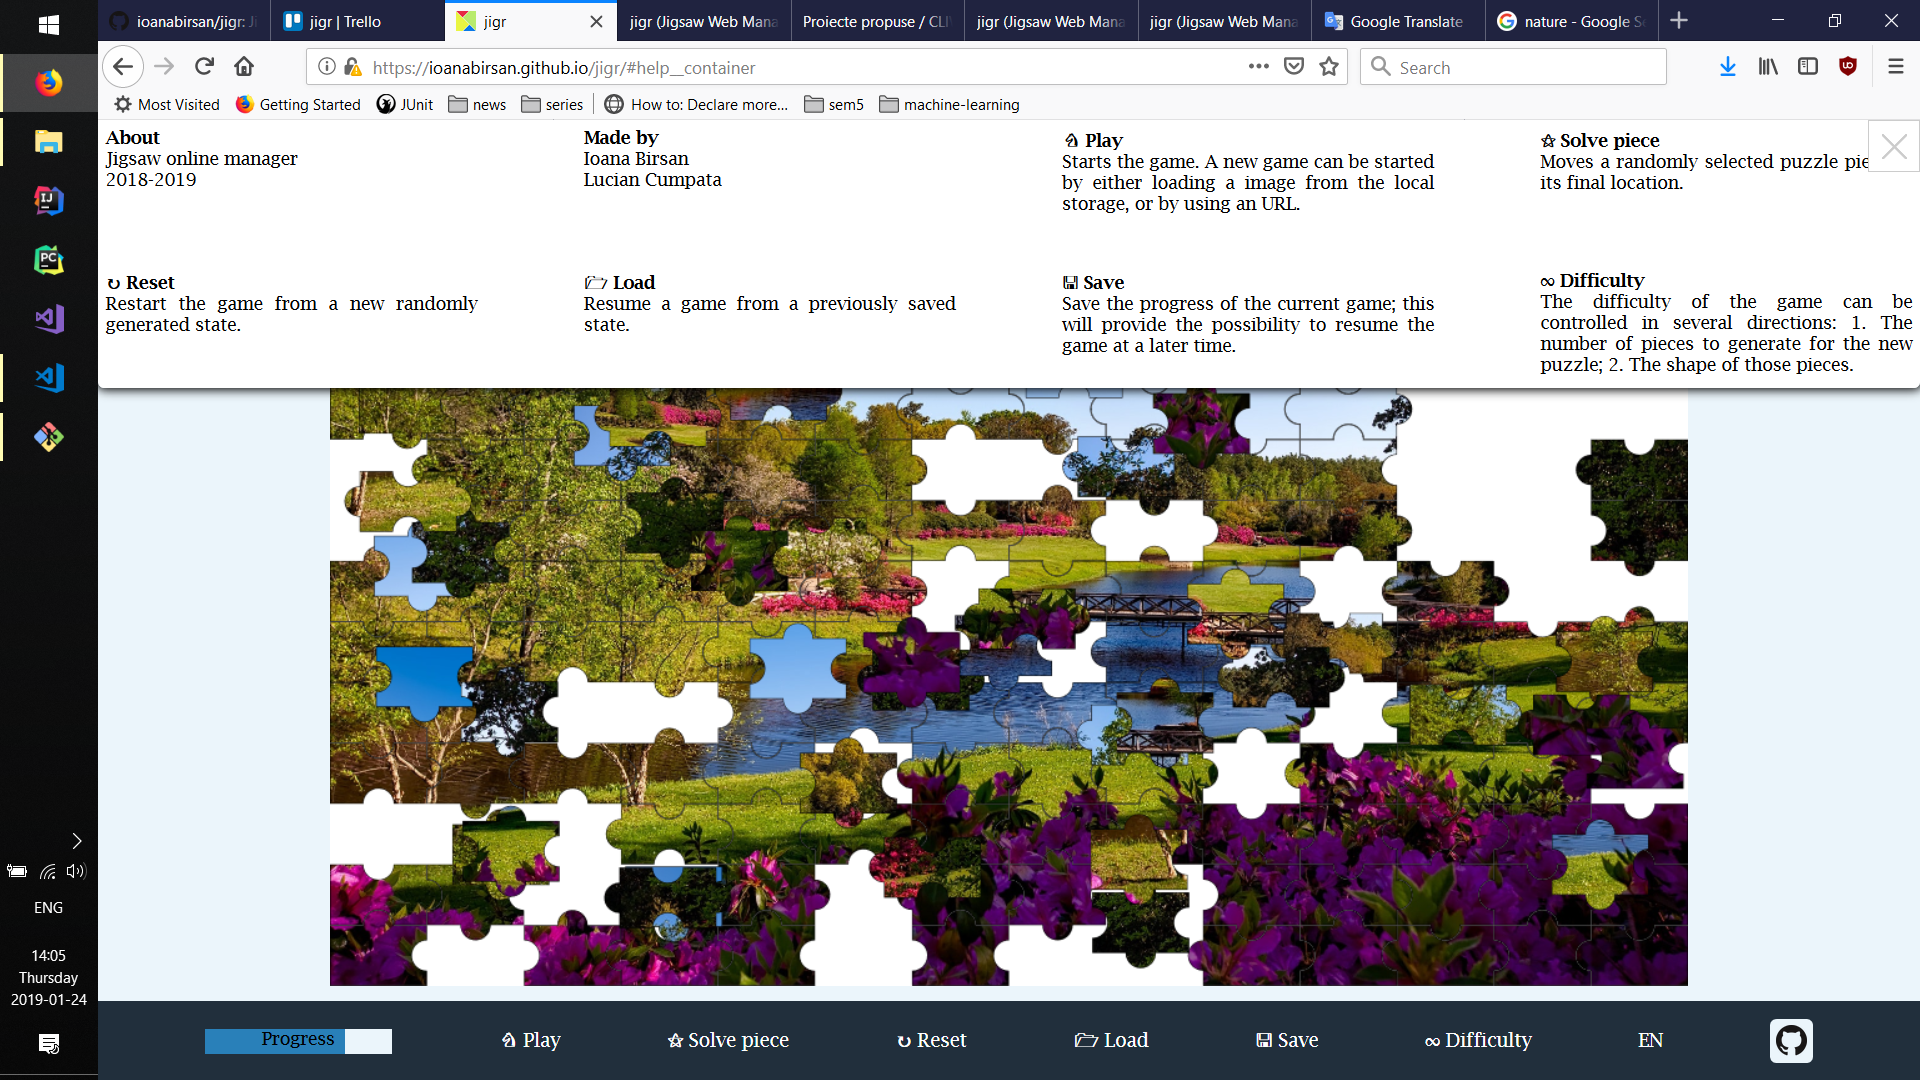 ioanabirsan/jigr: Ji
jigr | Trello
jigr
jigr (Jigsaw Web Mana
Proiecte propuse / CLI
jigr (Jigsaw Web Mana
jigr (Jigsaw Web Mana
Google Translate
nature - Google Se
https://ioanabirsan.github.io/jigr/#help__container
Search
Most Visited
Getting Started
JUnit
news
series
How to: Declare more...
sem5
machine-learning
About
Jigsaw online manager
2018-2019
Made by
Ioana Birsan
Lucian Cumpata
Play
Starts the game. A new game can be started
by either loading a image from the local
storage, or by using an URL.
Solve piece
Moves a randomly selected puzzle pie
its final location.
↻ Reset
Restart the game from a new randomly
generated state.
Load
Resume a game from a previously saved
state.
Save
Save the progress of the current game; this
will provide the possibility to resume the
game at a later time.
∞ Difficulty
The difficulty of the game can be
controlled in several directions: 1. The
number of pieces to generate for the new
puzzle; 2. The shape of those pieces.
ENG
14:05
Thursday
2019-01-24
Progress
Play
Solve piece
↻ Reset
Load
Save
∞ Difficulty
EN